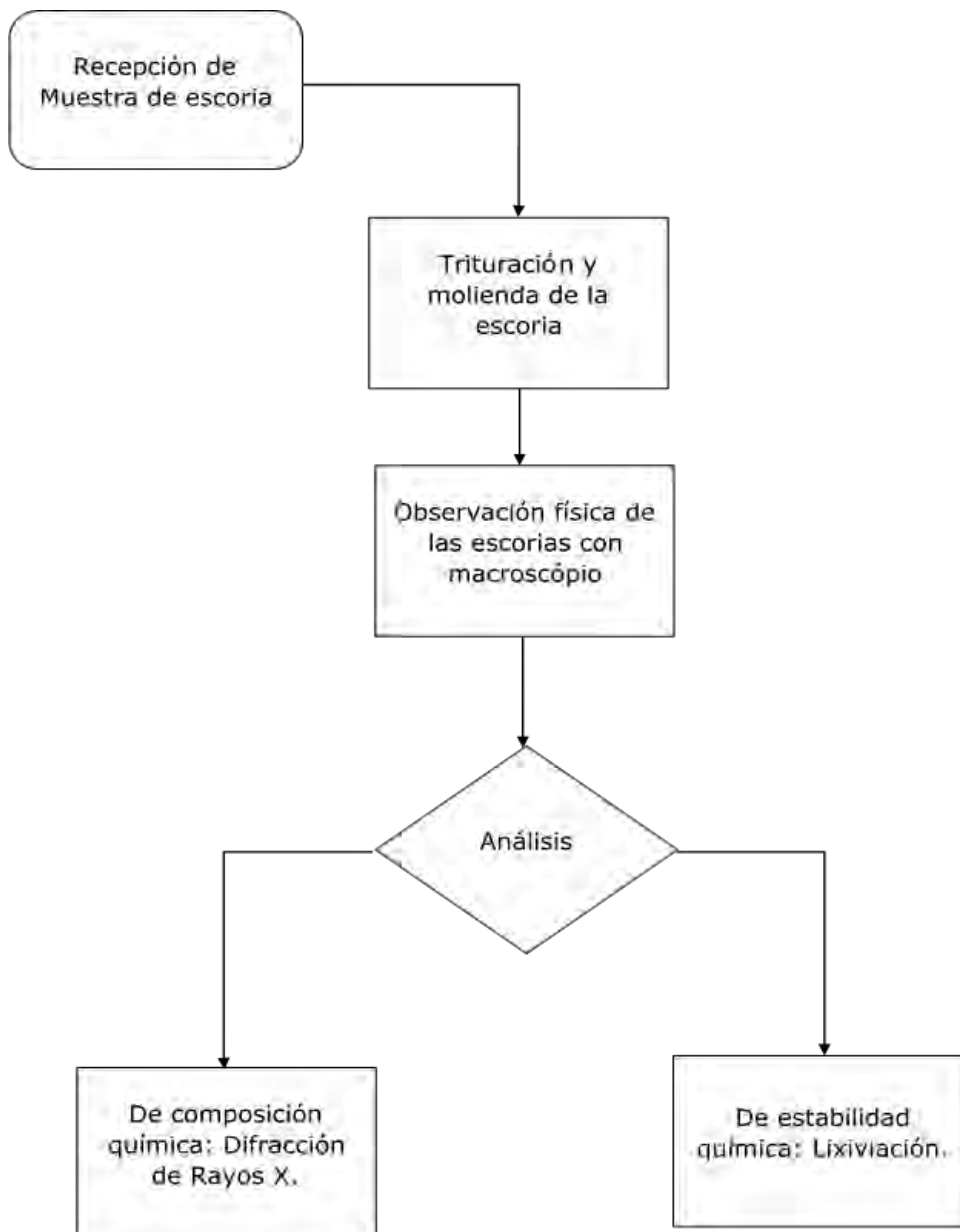 Recepción de
Muestra de escoria
Trituración y
molienda de la
escoria
Observación física de
las escorias con
macroscópio
Análisis
De composición
química: Difracción
de Rayos X.
De estabilidad
química: Lixiviación.